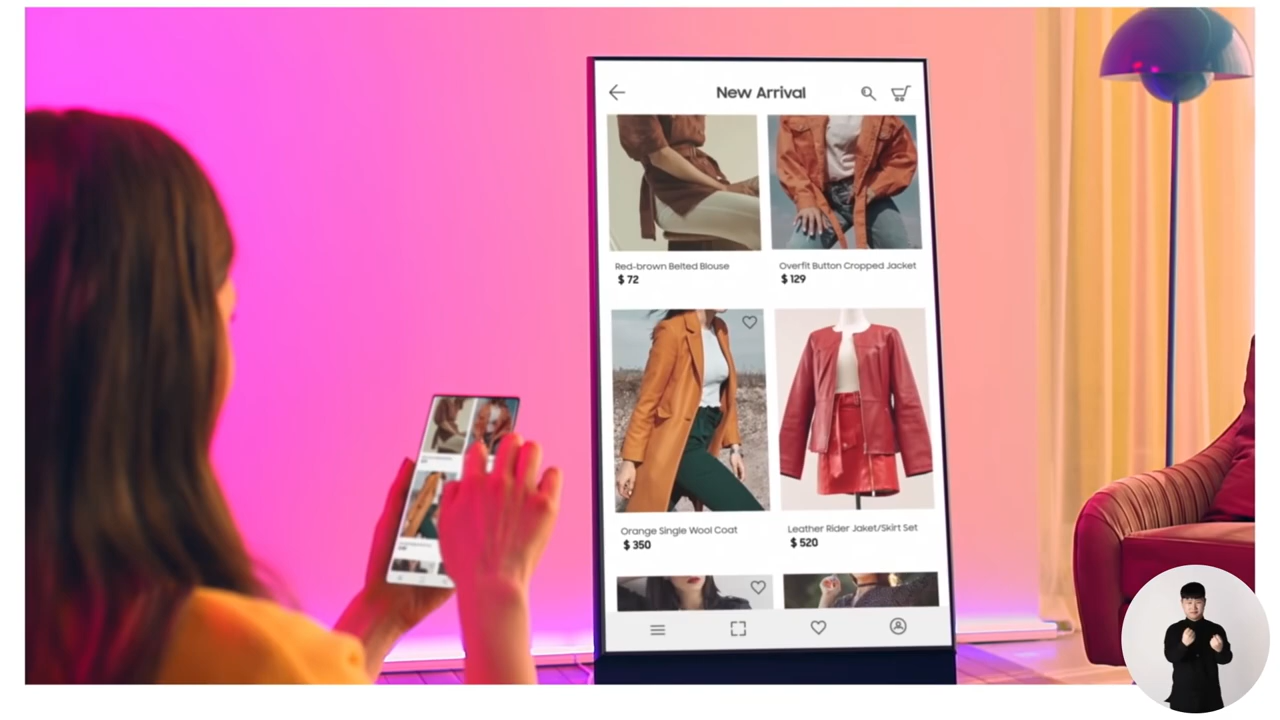 New Arrival
Red-brown Belted Blouse
$ 72
Overfit Button Cropped Jacket
$ 129
Orange Single Wool Coat
$ 350
Leather Rider Jaket/Skirt Set
$ 520